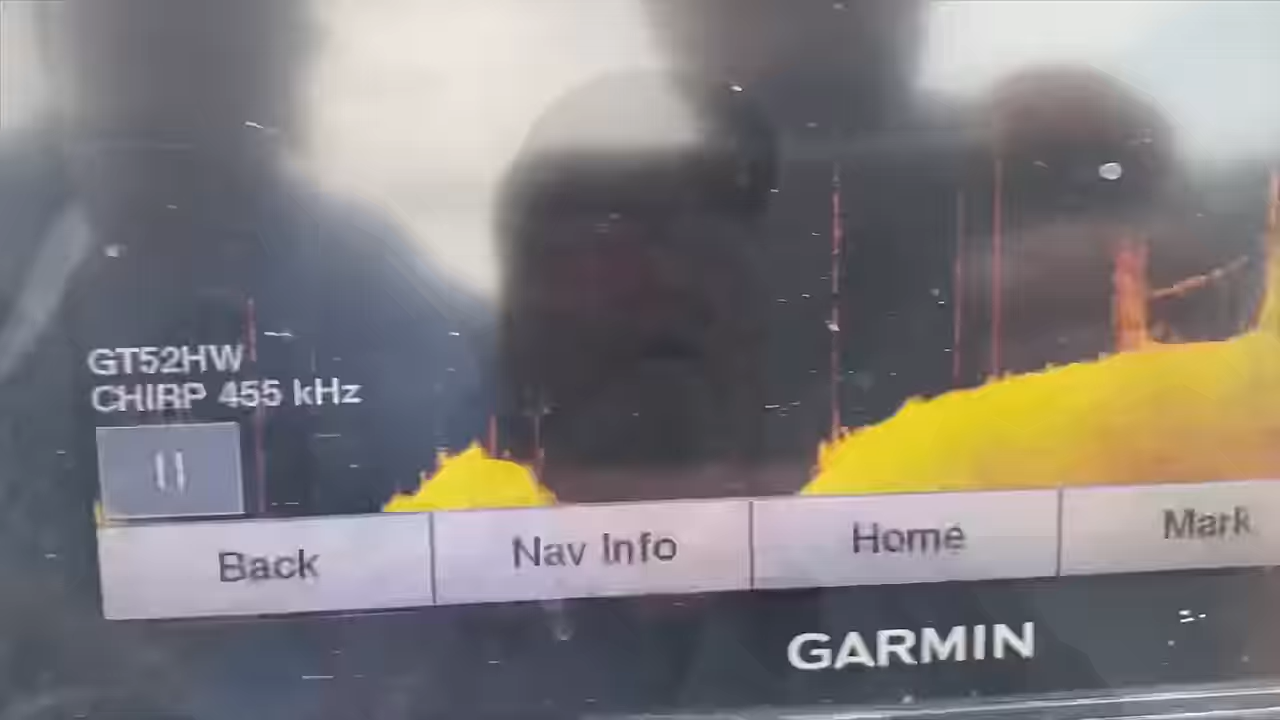 GT52HW
CHIRP 455 kHz
Back
Nav Info
Home
Mark
GARMIN